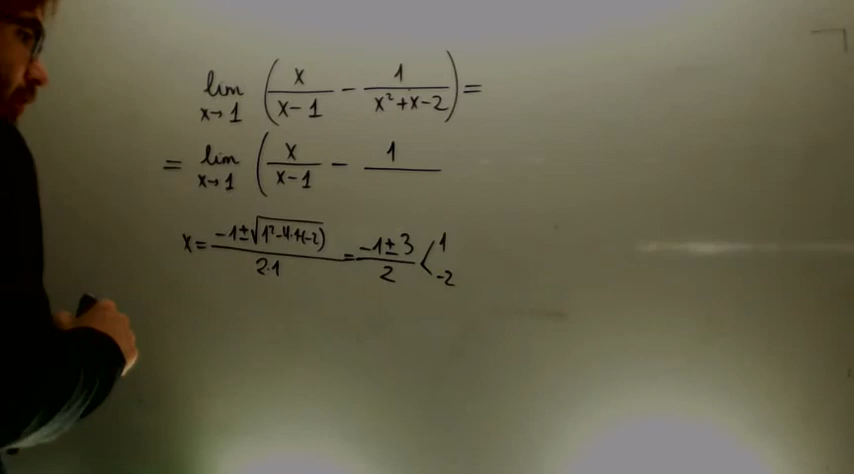 lim x→1 (x/(x-1) - 1/(x²+x-2)) =
= lim x→1 (x/(x-1) - 1/
x = (-1±√(1²-4·1·(-2)))/(2·1) = (-1±3)/2 < 1 -2